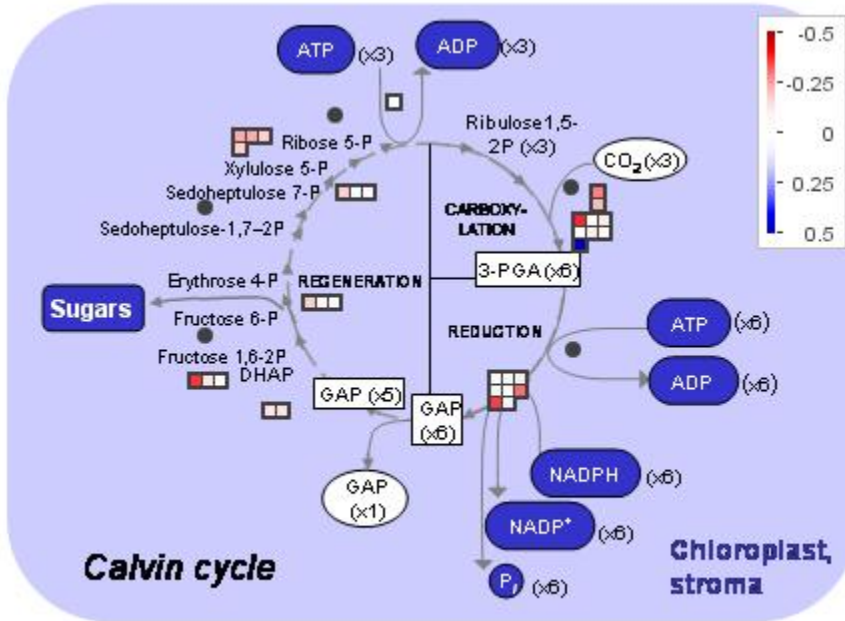 ATP (x3) ADP (x3)
-0.5
-0.25
0
0.25
0.5
Ribose 5-P
Ribulose1,5-
2P (x3)
CO₂(x3)
Xylulose 5-P
Sedoheptulose 7-P
Sedoheptulose-1,7–2P
CARBOXY-
LATION
3-PGA(x6)
Erythrose 4-P
REGENERATION
Sugars
Fructose 6-P
REDUCTION
ATP (x6)
Fructose 1,6-2P
DHAP
ADP (x6)
GAP (x5)
GAP
(x6)
GAP
(x1)
NADPH (x6)
NADP⁺ (x6)
Pi (x6)
Calvin cycle
Chloroplast,
stroma